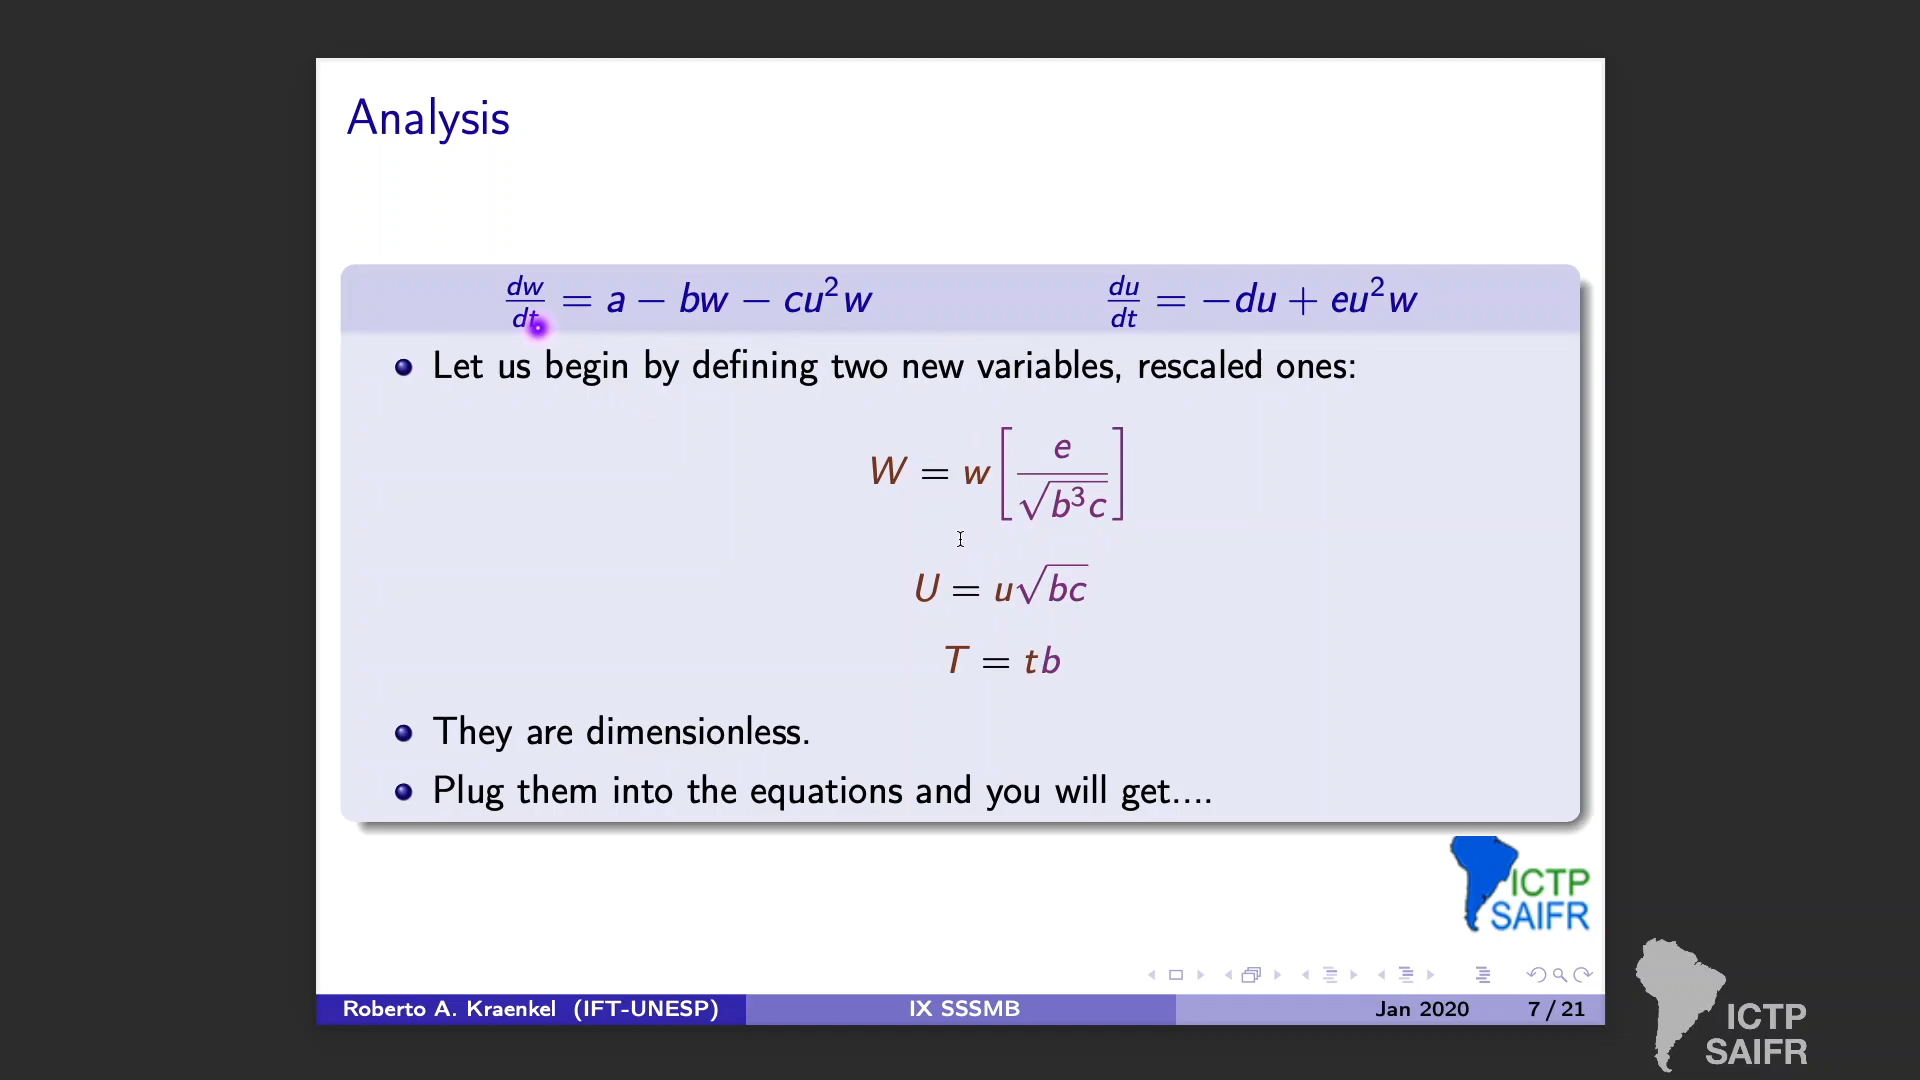 Analysis
dw/dt = a − bw − cu²w    du/dt = −du + eu²w
Let us begin by defining two new variables, rescaled ones:
W = w[e/√(b³c)]
U = u√(bc)
T = tb
They are dimensionless.
Plug them into the equations and you will get....
ICTP
SAIFR
Roberto A. Kraenkel (IFT-UNESP) IX SSSMB Jan 2020 7 / 21
ICTP
SAIFR